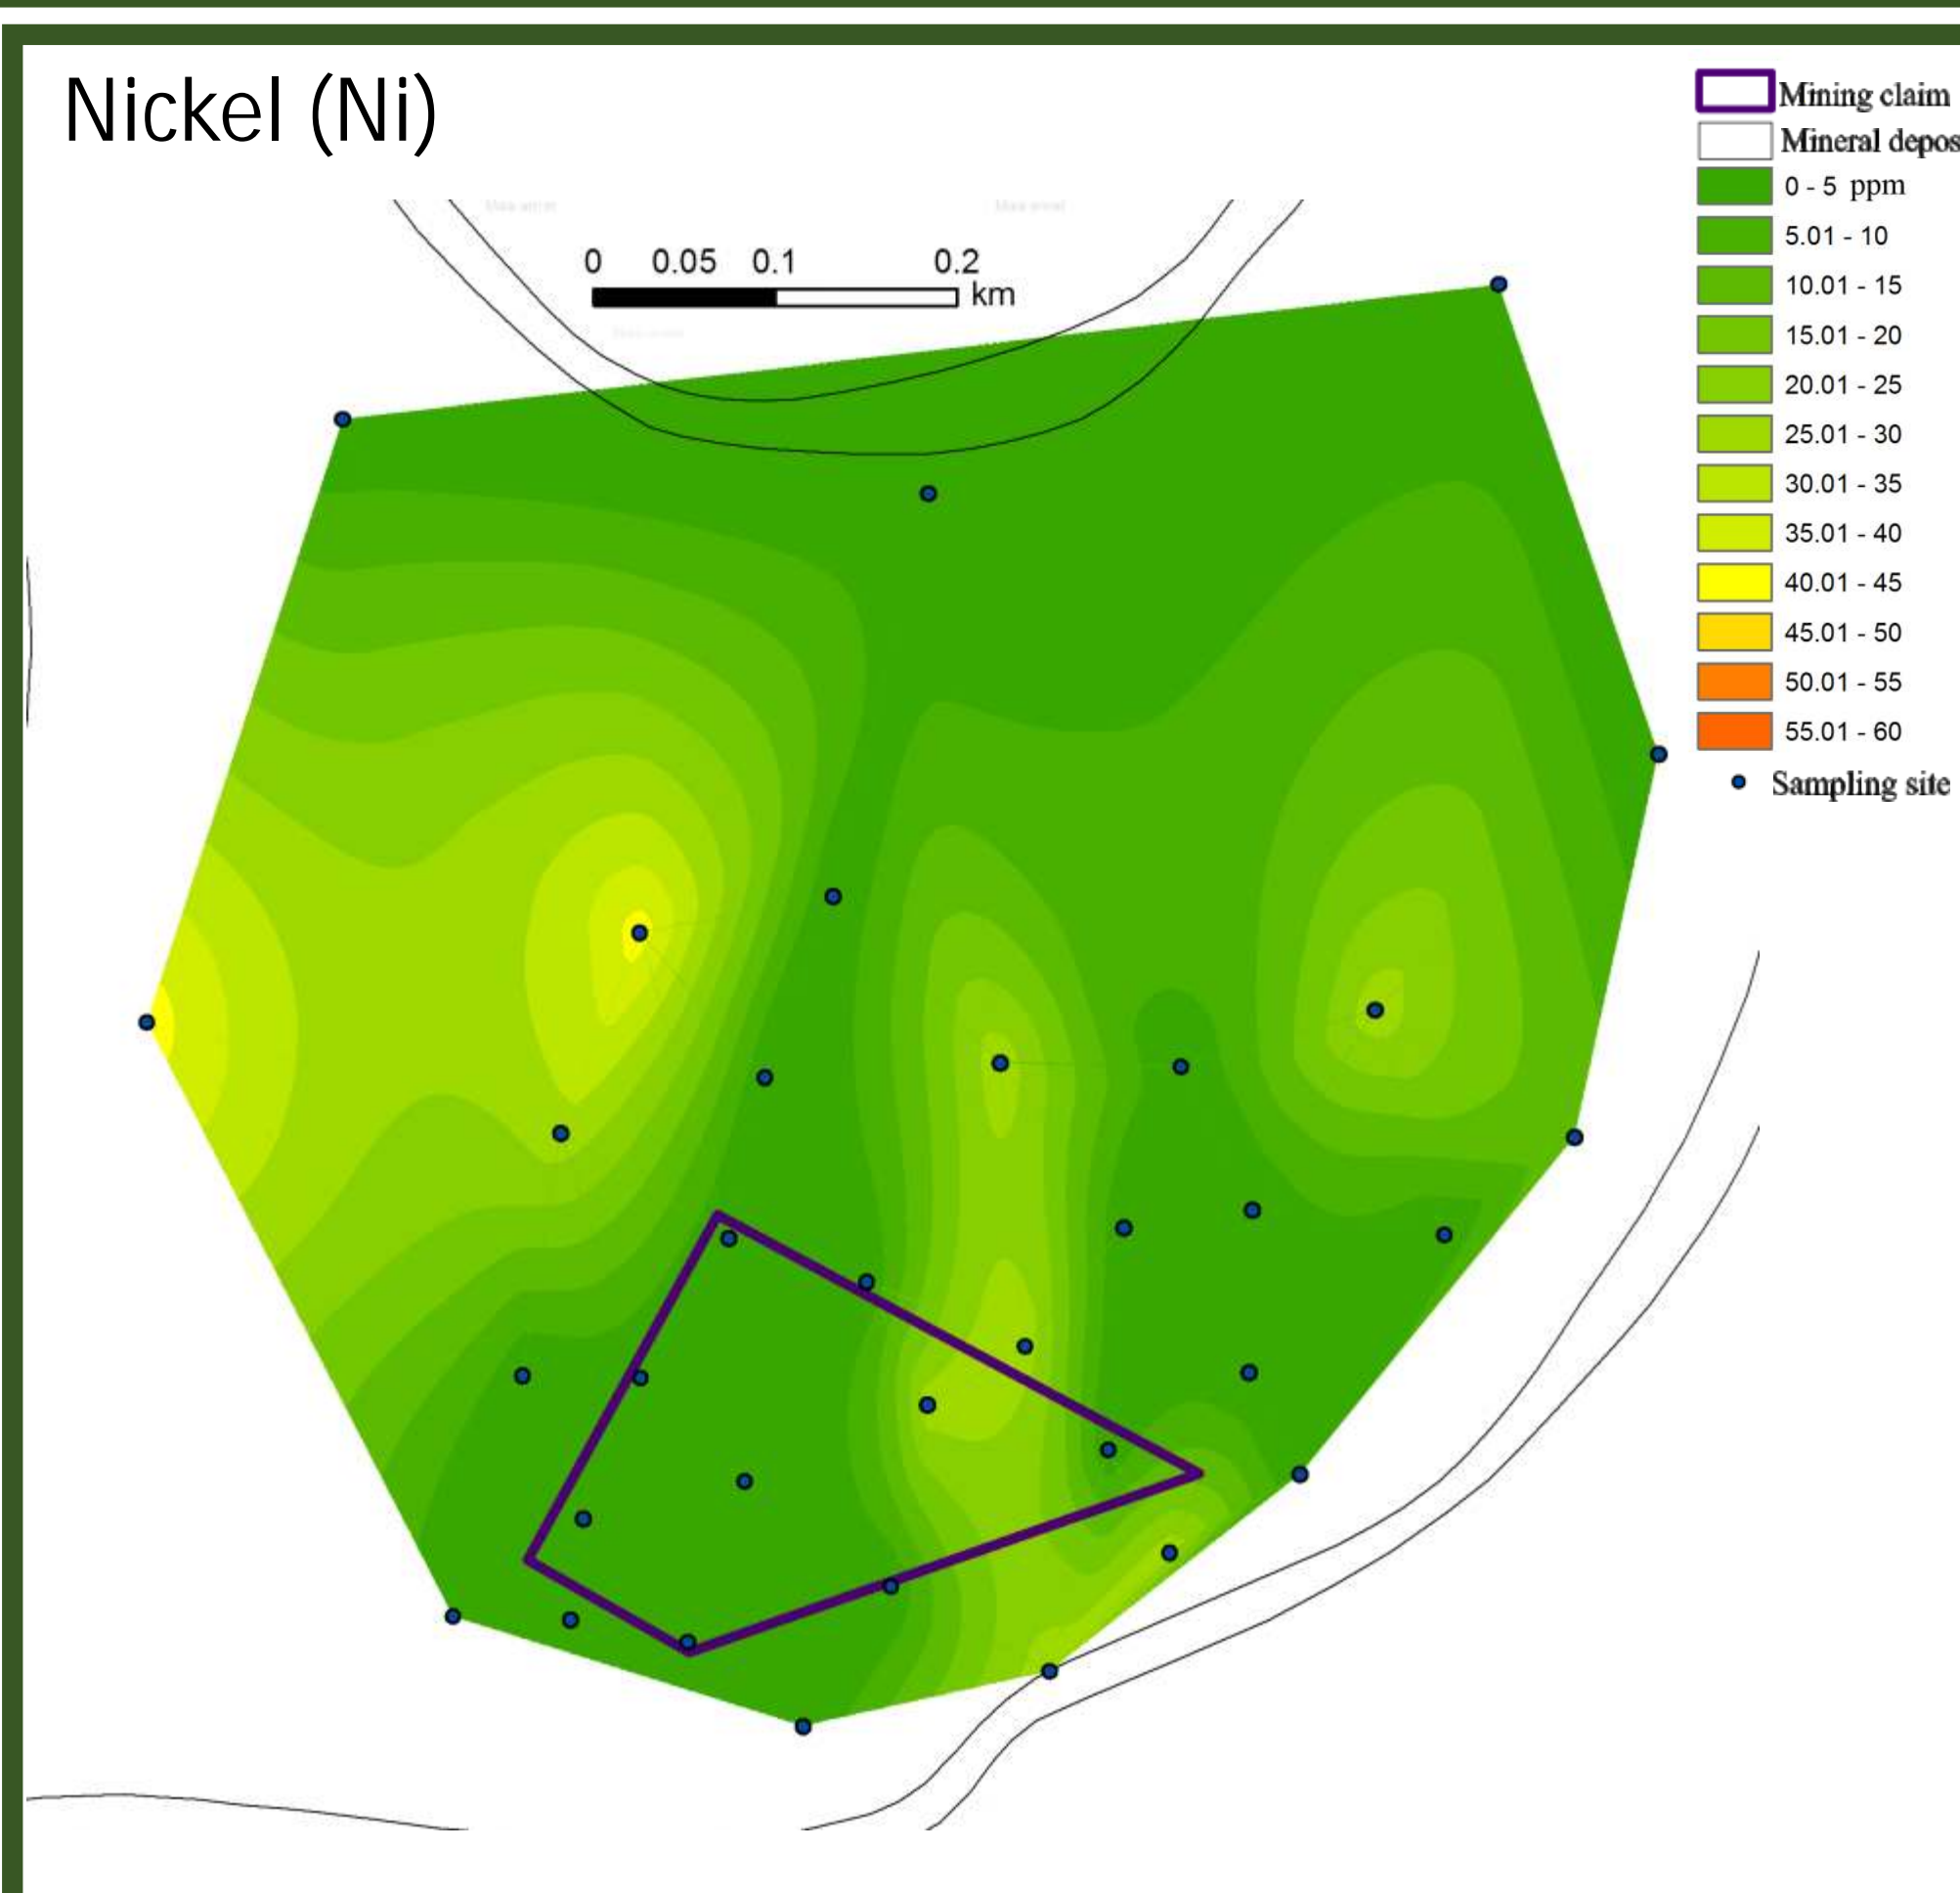 Nickel (Ni)
0 0.05 0.1 0.2
km
Mining claim
Mineral depos
0 - 5 ppm
5.01 - 10
10.01 - 15
15.01 - 20
20.01 - 25
25.01 - 30
30.01 - 35
35.01 - 40
40.01 - 45
45.01 - 50
50.01 - 55
55.01 - 60
Sampling site